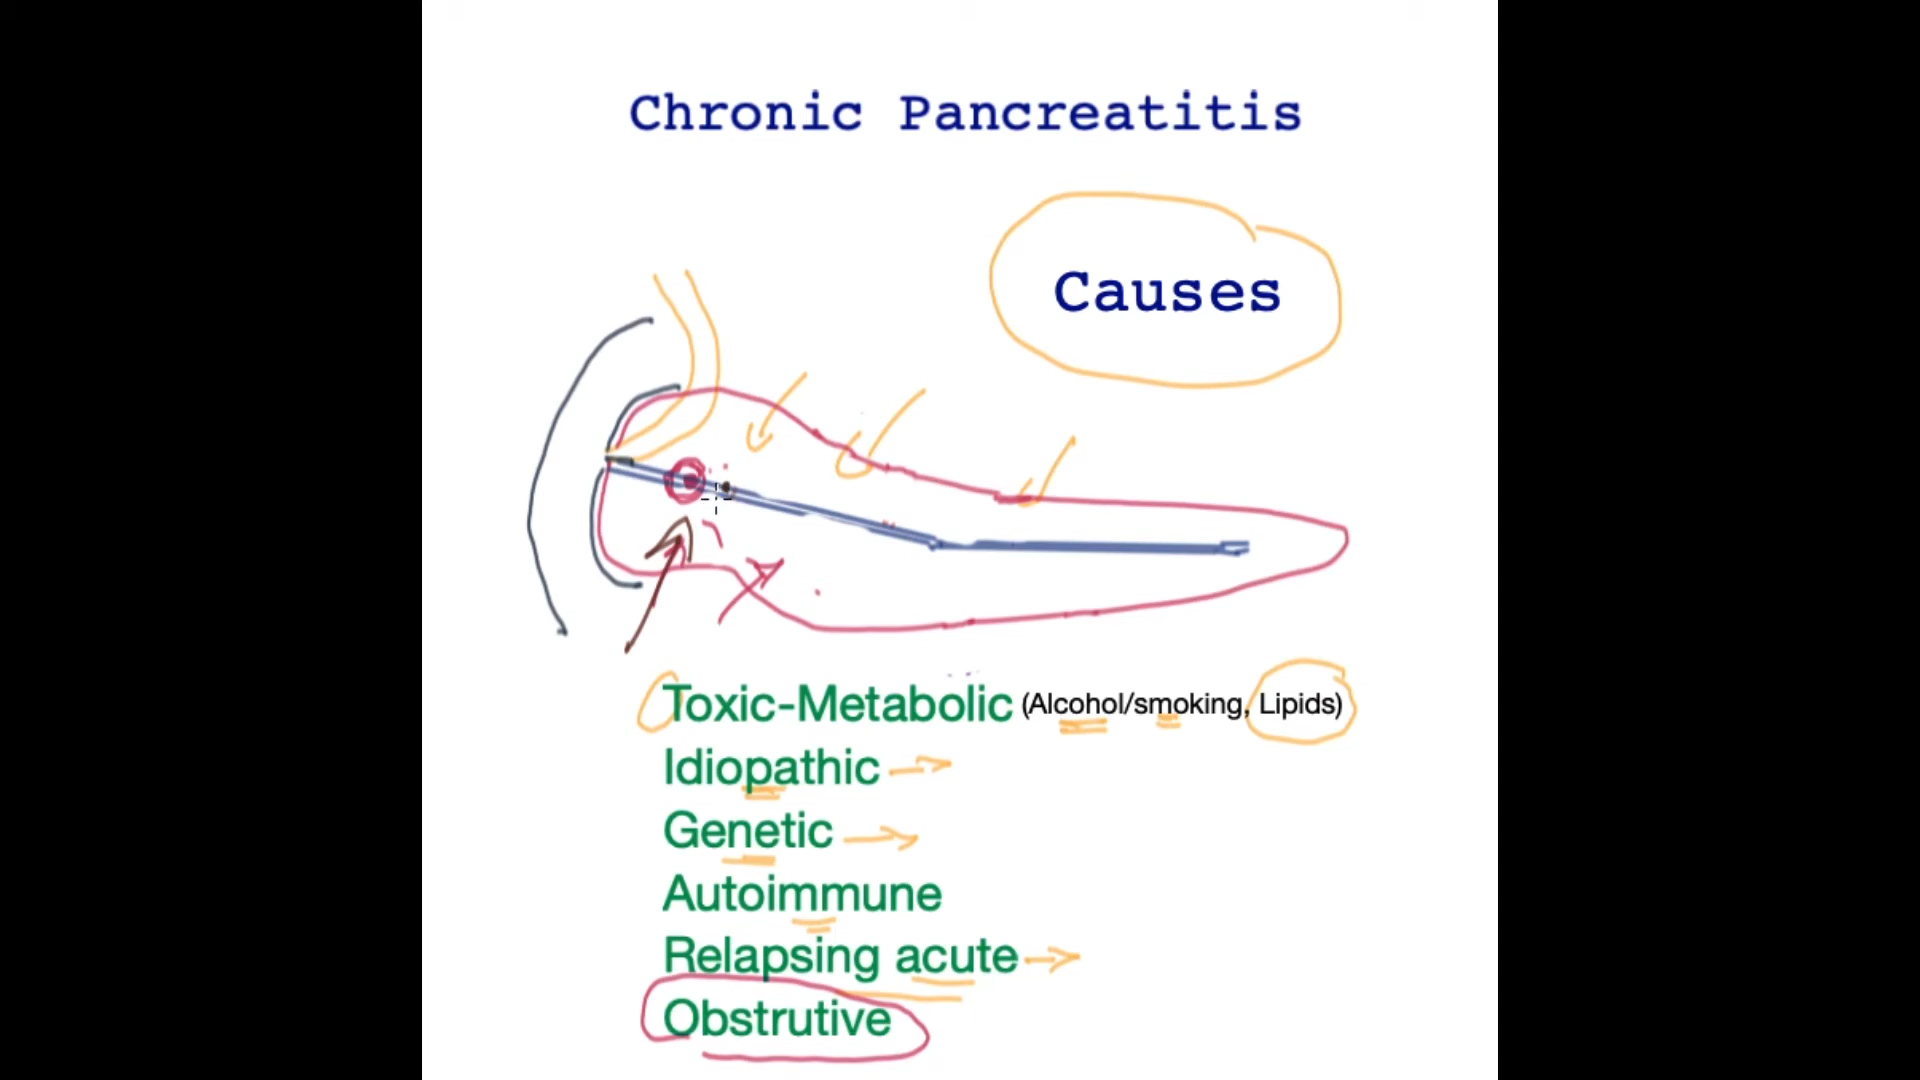 Chronic Pancreatitis
Causes
Toxic-Metabolic (Alcohol/smoking, Lipids)
Idiopathic
Genetic
Autoimmune
Relapsing acute
Obstrutive